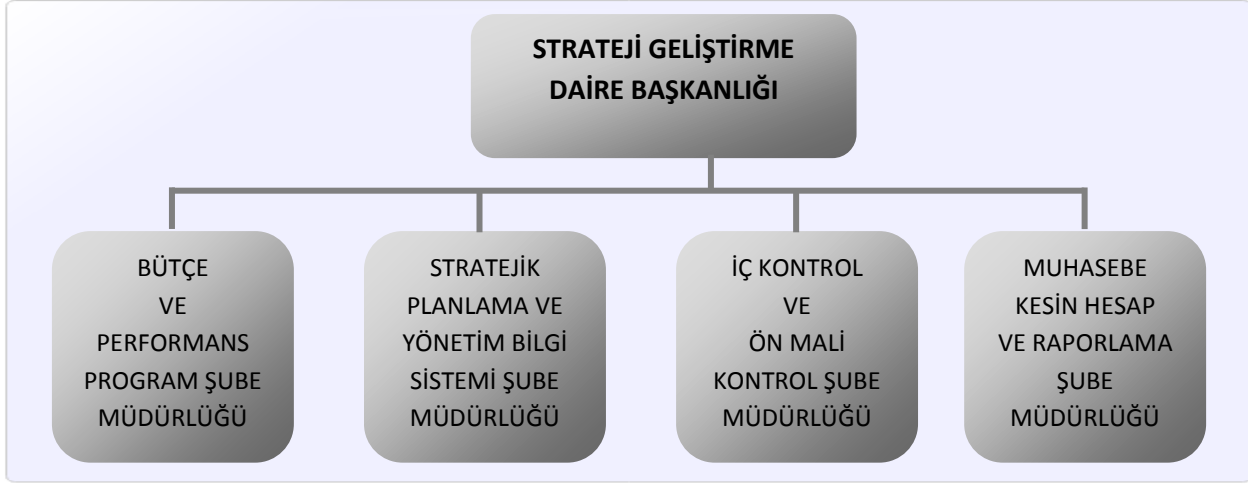 STRATEJİ GELİŞTİRME
DAİRE BAŞKANLIĞI
BÜTÇE
VE
PERFORMANS
PROGRAM ŞUBE
MÜDÜRLÜĞÜ
STRATEJİK
PLANLAMA VE
YÖNETİM BİLGİ
SİSTEMİ ŞUBE
MÜDÜRLÜĞÜ
İÇ KONTROL
VE
ÖN MALİ
KONTROL ŞUBE
MÜDÜRLÜĞÜ
MUHASEBE
KESİN HESAP
VE RAPORLAMA
ŞUBE
MÜDÜRLÜĞÜ